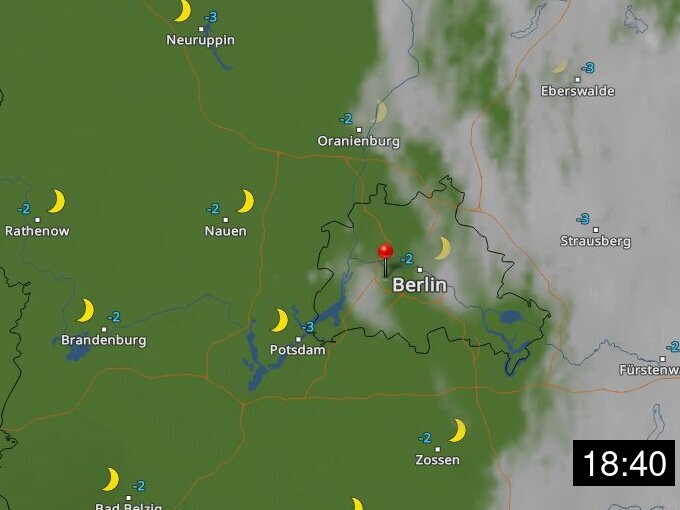 -3
Neuruppin
-3
Eberswalde
-2
Oranienburg
-2
Rathenow
-2
Nauen
-3
Strausberg
-2
Berlin
-2
Brandenburg
-3
Potsdam
-2
Fürstenwa
-2
Zossen
18:40
-2
Bad Belzig